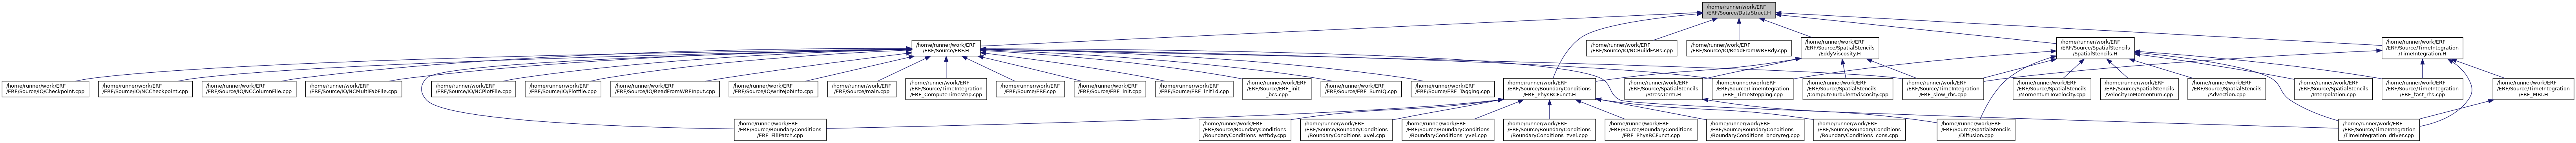 /home/runner/work/ERF
/ERF/Source/DataStruct.H
/home/runner/work/ERF
/ERF/Source/ERF.H
/home/runner/work/ERF
/ERF/Source/IO/NCBuildFABs.cpp
/home/runner/work/ERF
/ERF/Source/IO/ReadFromWRFBdy.cpp
/home/runner/work/ERF
/ERF/Source/SpatialStencils
/EddyViscosity.H
/home/runner/work/ERF
/ERF/Source/SpatialStencils
/SpatialStencils.H
/home/runner/work/ERF
/ERF/Source/TimeIntegration
/TimeIntegration.H
/home/runner/work/ERF
/ERF/Source/IO/Checkpoint.cpp
/home/runner/work/ERF
/ERF/Source/IO/NCCheckpoint.cpp
/home/runner/work/ERF
/ERF/Source/IO/NCColumnFile.cpp
/home/runner/work/ERF
/ERF/Source/IO/NCMultiFabFile.cpp
/home/runner/work/ERF
/ERF/Source/IO/NCPlotFile.cpp
/home/runner/work/ERF
/ERF/Source/IO/Plotfile.cpp
/home/runner/work/ERF
/ERF/Source/IO/ReadFromWRFInput.cpp
/home/runner/work/ERF
/ERF/Source/IO/writeJobInfo.cpp
/home/runner/work/ERF
/ERF/Source/main.cpp
/home/runner/work/ERF
/ERF/Source/TimeIntegration
/ERF_ComputeTimestep.cpp
/home/runner/work/ERF
/ERF/Source/ERF.cpp
/home/runner/work/ERF
/ERF/Source/ERF_init.cpp
/home/runner/work/ERF
/ERF/Source/ERF_init1d.cpp
/home/runner/work/ERF
/ERF/Source/ERF_init
_bcs.cpp
/home/runner/work/ERF
/ERF/Source/ERF_SumIQ.cpp
/home/runner/work/ERF
/ERF/Source/ERF_Tagging.cpp
/home/runner/work/ERF
/ERF/Source/BoundaryConditions
/ERF_PhysBCFunct.H
/home/runner/work/ERF
/ERF/Source/SpatialStencils
/StressTerm.H
/home/runner/work/ERF
/ERF/Source/TimeIntegration
/ERF_TimeStepping.cpp
/home/runner/work/ERF
/ERF/Source/SpatialStencils
/ComputeTurbulentViscosity.cpp
/home/runner/work/ERF
/ERF/Source/TimeIntegration
/ERF_slow_rhs.cpp
/home/runner/work/ERF
/ERF/Source/SpatialStencils
/MomentumToVelocity.cpp
/home/runner/work/ERF
/ERF/Source/SpatialStencils
/VelocityToMomentum.cpp
/home/runner/work/ERF
/ERF/Source/SpatialStencils
/Advection.cpp
/home/runner/work/ERF
/ERF/Source/SpatialStencils
/Interpolation.cpp
/home/runner/work/ERF
/ERF/Source/TimeIntegration
/ERF_fast_rhs.cpp
/home/runner/work/ERF
/ERF/Source/TimeIntegration
/ERF_MRI.H
/home/runner/work/ERF
/ERF/Source/BoundaryConditions
/ERF_FillPatch.cpp
/home/runner/work/ERF
/ERF/Source/BoundaryConditions
/BoundaryConditions_wrfbdy.cpp
/home/runner/work/ERF
/ERF/Source/BoundaryConditions
/BoundaryConditions_xvel.cpp
/home/runner/work/ERF
/ERF/Source/BoundaryConditions
/BoundaryConditions_yvel.cpp
/home/runner/work/ERF
/ERF/Source/BoundaryConditions
/BoundaryConditions_zvel.cpp
/home/runner/work/ERF
/ERF/Source/BoundaryConditions
/ERF_PhysBCFunct.cpp
/home/runner/work/ERF
/ERF/Source/BoundaryConditions
/BoundaryConditions_bndryreg.cpp
/home/runner/work/ERF
/ERF/Source/BoundaryConditions
/BoundaryConditions_cons.cpp
/home/runner/work/ERF
/ERF/Source/SpatialStencils
/Diffusion.cpp
/home/runner/work/ERF
/ERF/Source/TimeIntegration
/TimeIntegration_driver.cpp